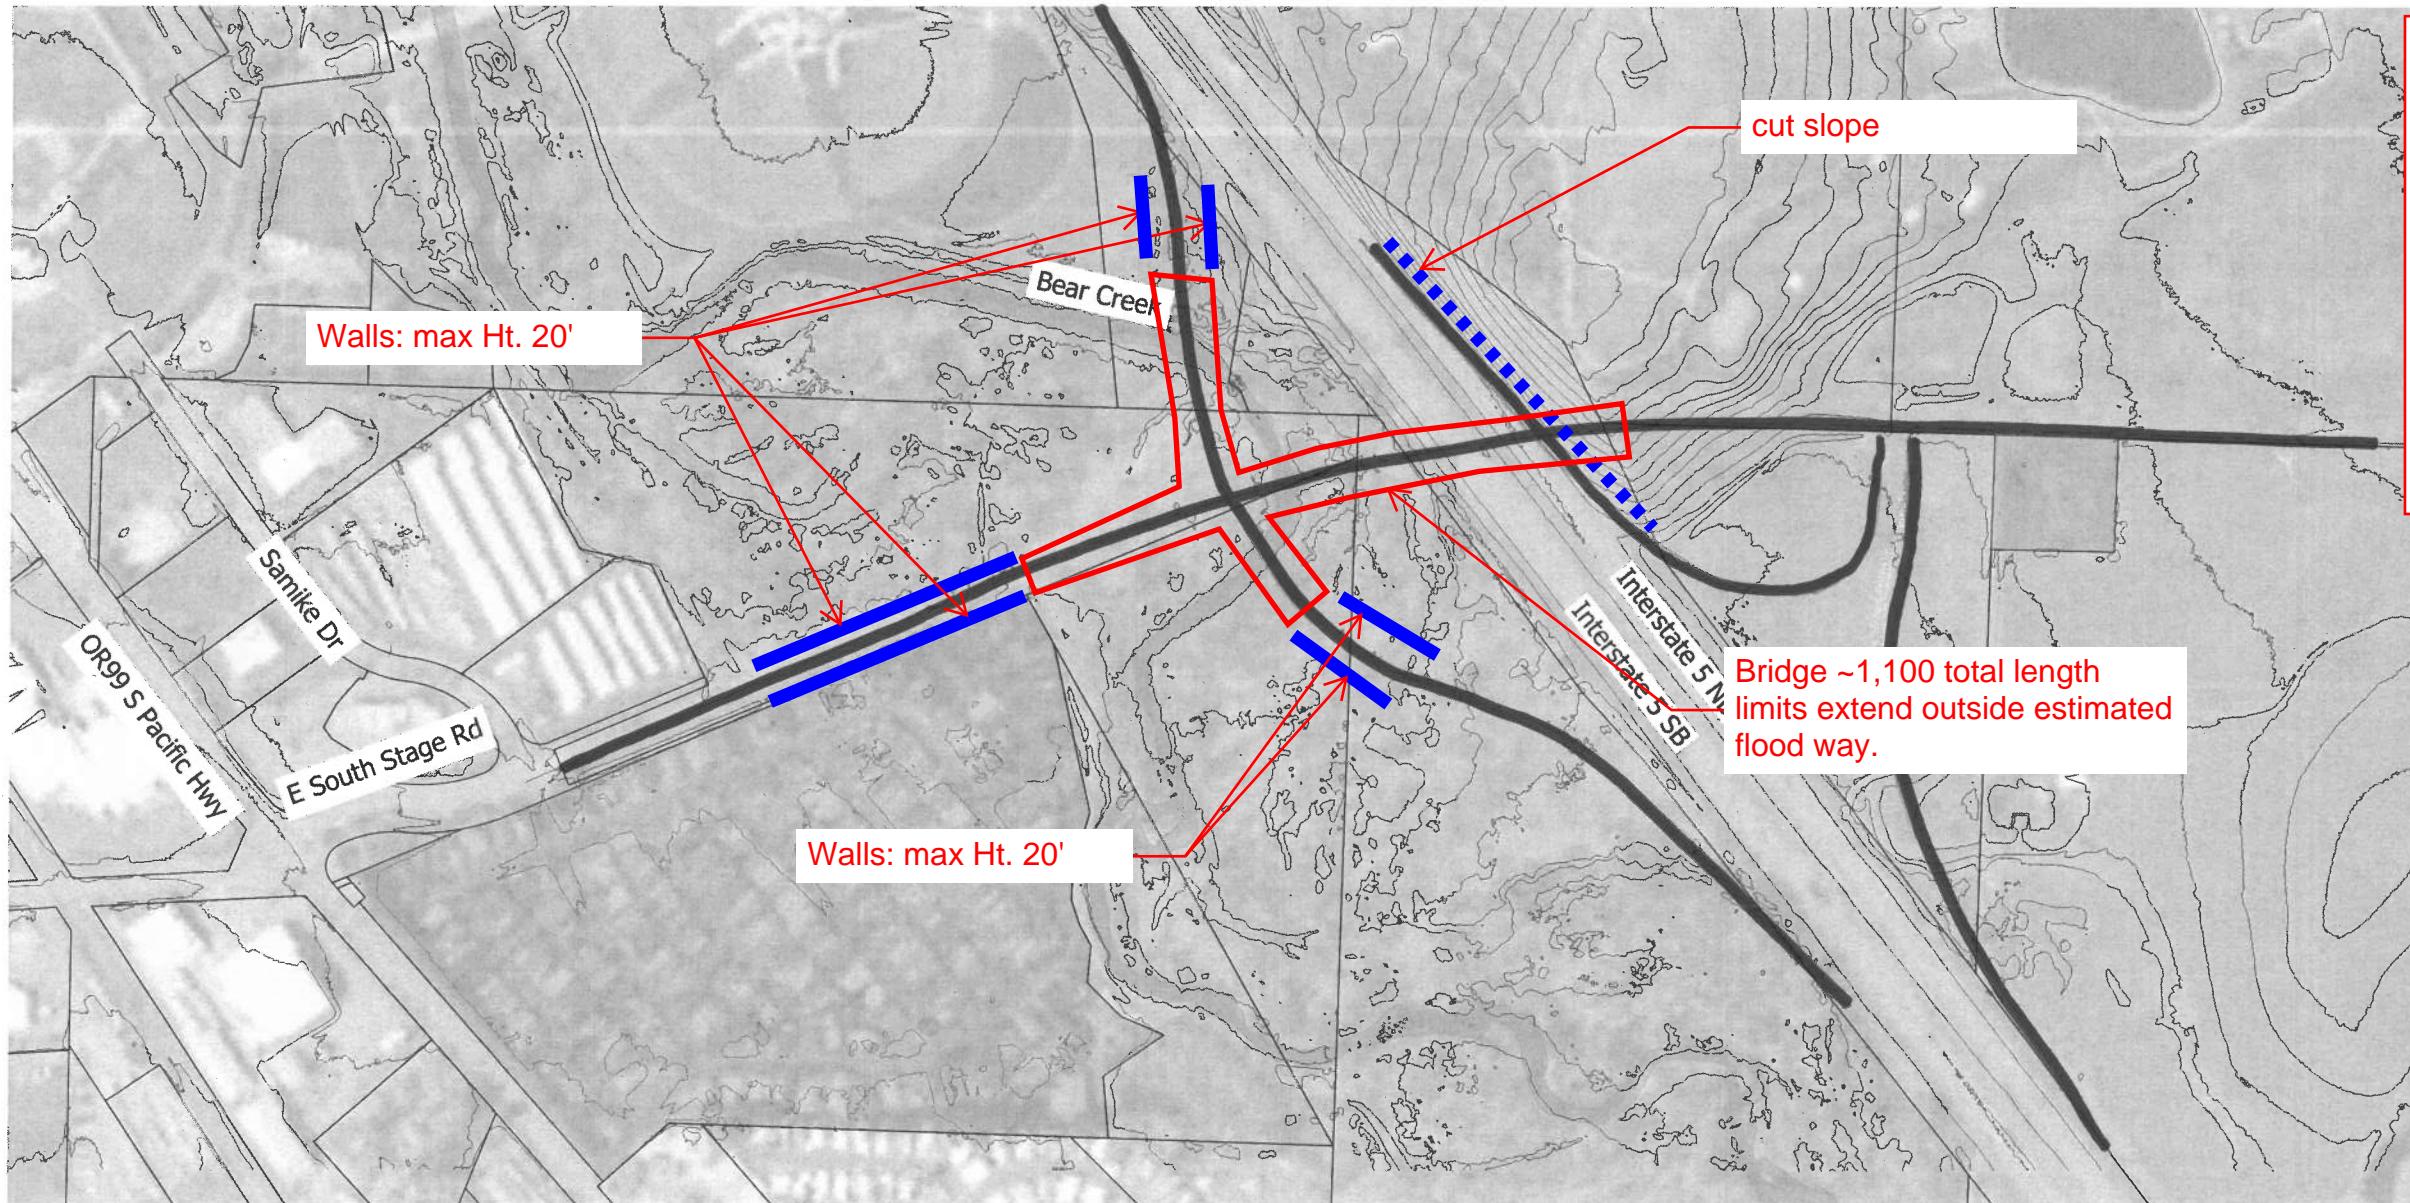 cut slope
Bear Creek
Walls: max Ht. 20'
Samike Dr
OR99 S Pacific Hwy
E South Stage Rd
Interstate 5
Interstate 5 SB
Bridge ~1,100 total length
limits extend outside estimated
flood way.
Walls: max Ht. 20'